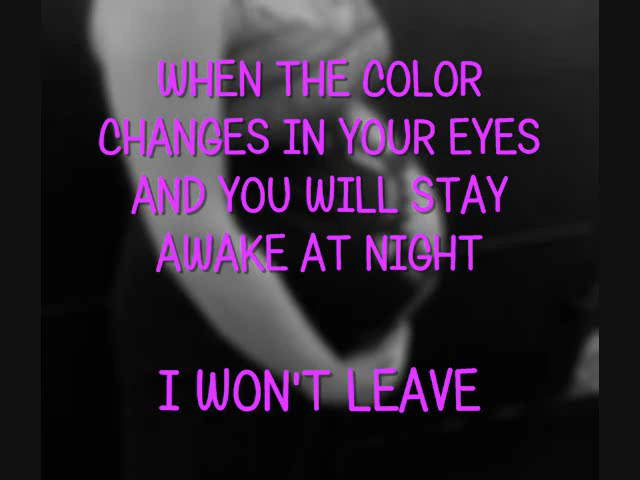 WHEN THE COLOR
CHANGES IN YOUR EYES
AND YOU WILL STAY
AWAKE AT NIGHT
I WON'T LEAVE